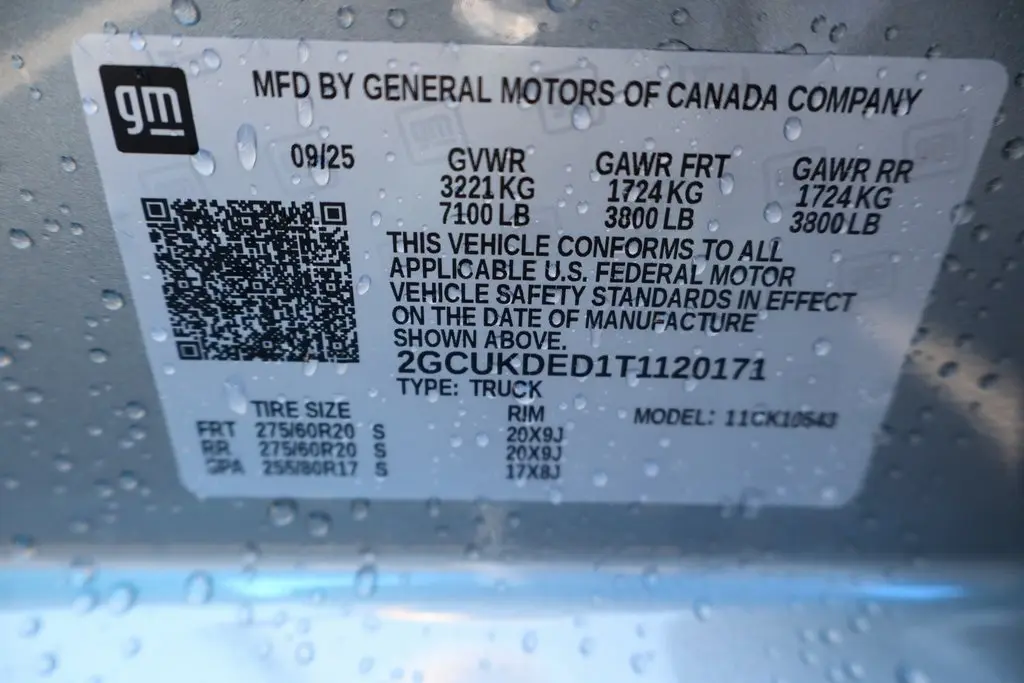 gm
MFD BY GENERAL MOTORS OF CANADA COMPANY
09/25 GVWR GAWR FRT GAWR RR
3221 KG 1724 KG 1724 KG
7100 LB 3800 LB 3800 LB
THIS VEHICLE CONFORMS TO ALL
APPLICABLE U.S. FEDERAL MOTOR
VEHICLE SAFETY STANDARDS IN EFFECT
ON THE DATE OF MANUFACTURE
SHOWN ABOVE.
2GCUKDED1T1120171
TYPE: TRUCK
TIRE SIZE RIM MODEL: 11CK10543
FRT 275/60R20 S 20X9J
RR 275/60R20 S 20X9J
SPA 255/80R17 S 17X8J